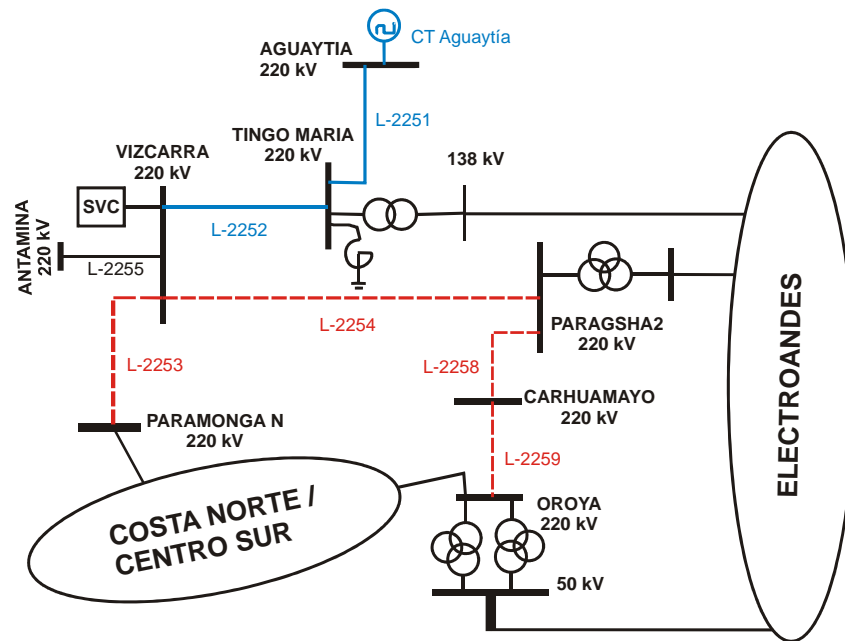 CT Aguaytía
AGUAYTIA
220 kV
L-2251
TINGO MARIA
220 kV
VIZCARRA
220 kV
138 kV
SVC
L-2252
ANTAMINA
220 kV
L-2255
L-2254
PARAGSHA2
220 kV
L-2253
L-2258
CARHUAMAYO
220 kV
PARAMONGA N
220 kV
L-2259
COSTA NORTE /
CENTRO SUR
OROYA
220 kV
50 kV
ELECTROANDES